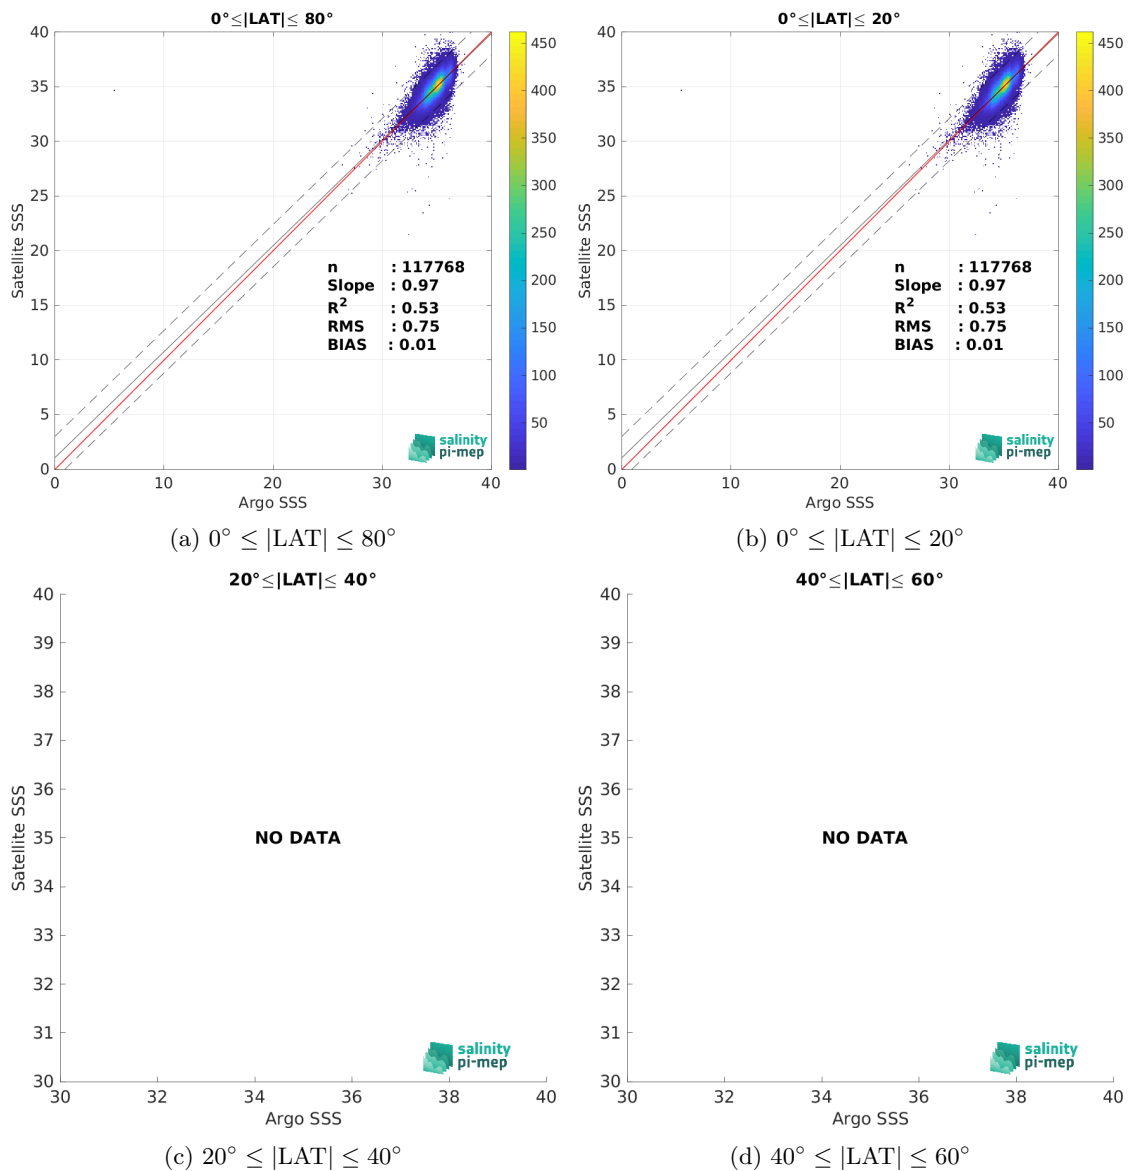 0°≤|LAT|≤ 80°
40
35
30
25
20
15
10
5
0
Satellite SSS
0
10
20
30
40
Argo SSS
450
400
350
300
250
200
150
100
50
n : 117768
Slope : 0.97
R² : 0.53
RMS : 0.75
BIAS : 0.01
salinity
pi-mep
(a) 0° ≤ |LAT| ≤ 80°
0°≤|LAT|≤ 20°
40
35
30
25
20
15
10
5
0
Satellite SSS
0
10
20
30
40
Argo SSS
450
400
350
300
250
200
150
100
50
n : 117768
Slope : 0.97
R² : 0.53
RMS : 0.75
BIAS : 0.01
salinity
pi-mep
(b) 0° ≤ |LAT| ≤ 20°
20°≤|LAT|≤ 40°
40
39
38
37
36
35
34
33
32
31
30
Satellite SSS
NO DATA
salinity
pi-mep
30
32
34
36
38
40
Argo SSS
(c) 20° ≤ |LAT| ≤ 40°
40°≤|LAT|≤ 60°
40
39
38
37
36
35
34
33
32
31
30
Satellite SSS
NO DATA
salinity
pi-mep
30
32
34
36
38
40
Argo SSS
(d) 40° ≤ |LAT| ≤ 60°